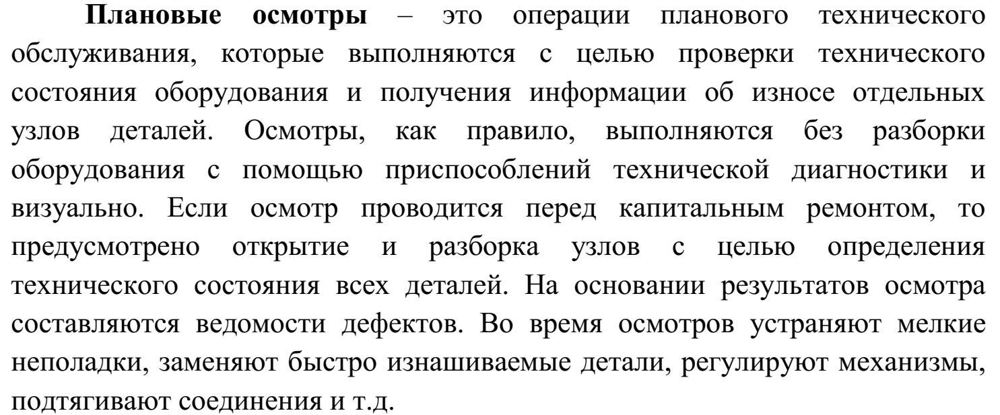 Плановые осмотры – это операции планового технического
обслуживания, которые выполняются с целью проверки технического
состояния оборудования и получения информации об износе отдельных
узлов деталей. Осмотры, как правило, выполняются без разборки
оборудования с помощью приспособлений технической диагностики и
визуально. Если осмотр проводится перед капитальным ремонтом, то
предусмотрено открытие и разборка узлов с целью определения
технического состояния всех деталей. На основании результатов осмотра
составляются ведомости дефектов. Во время осмотров устраняют мелкие
неполадки, заменяют быстро изнашиваемые детали, регулируют механизмы,
подтягивают соединения и т.д.